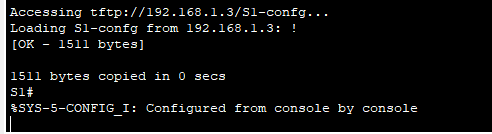 Accessing tftp://192.168.1.3/S1-confg...
Loading S1-confg from 192.168.1.3: !
[OK - 1511 bytes]
1511 bytes copied in 0 secs
S1#
%SYS-5-CONFIG_I: Configured from console by console